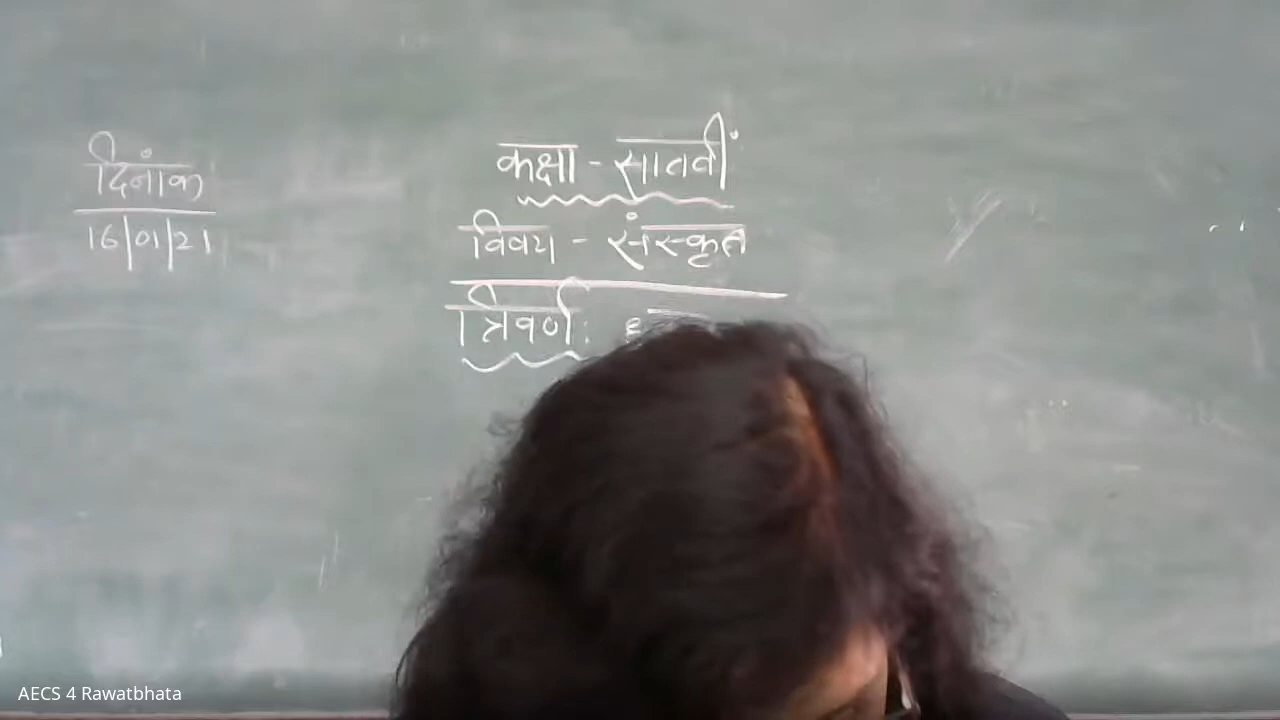 दिनांक
16/01/21
कक्षा - सातवीं
विषय - संस्कृत
त्रिवर्णः
AECS 4 Rawatbhata